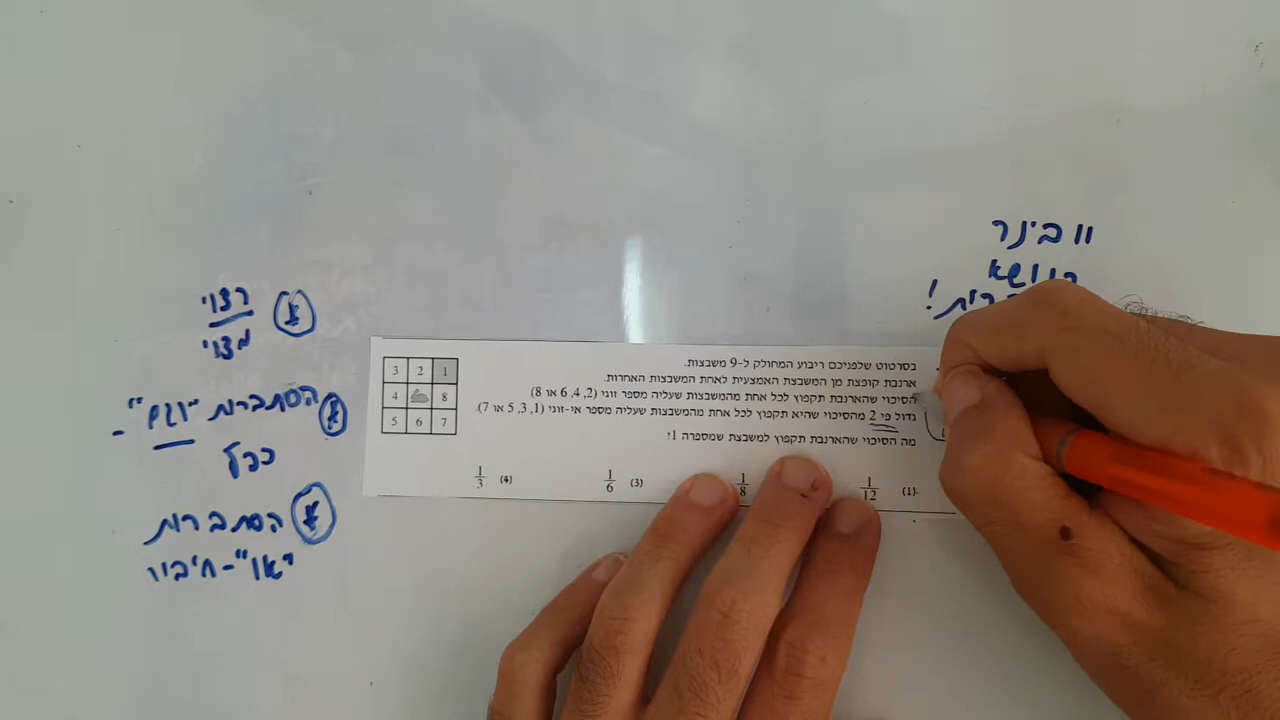 וובינר
בנושא
רצוי
מצוי
הסתברות "וגם" -
כפל
הסתברות
"או" - חיבור
בסרטוט שלפניכם ריבוע המחולק ל-9 משבצות.
ארנבת קופצת מן המשבצת האמצעית לאחת המשבצות האחרות.
הסיכוי שהארנבת תקפוץ לכל אחת מהמשבצות שעליה מספר זוגי (2, 4, 6 או 8)
גדול פי 2 מהסיכוי שהיא תקפוץ לכל אחת מהמשבצות שעליה מספר אי-זוגי (1, 3, 5 או 7).
מה הסיכוי שהארנבת תקפוץ למשבצת שמספרה 1?
3 2 1
4 8
5 6 7
(1) 1/12 1/8 (3) 1/6 (4) 1/3